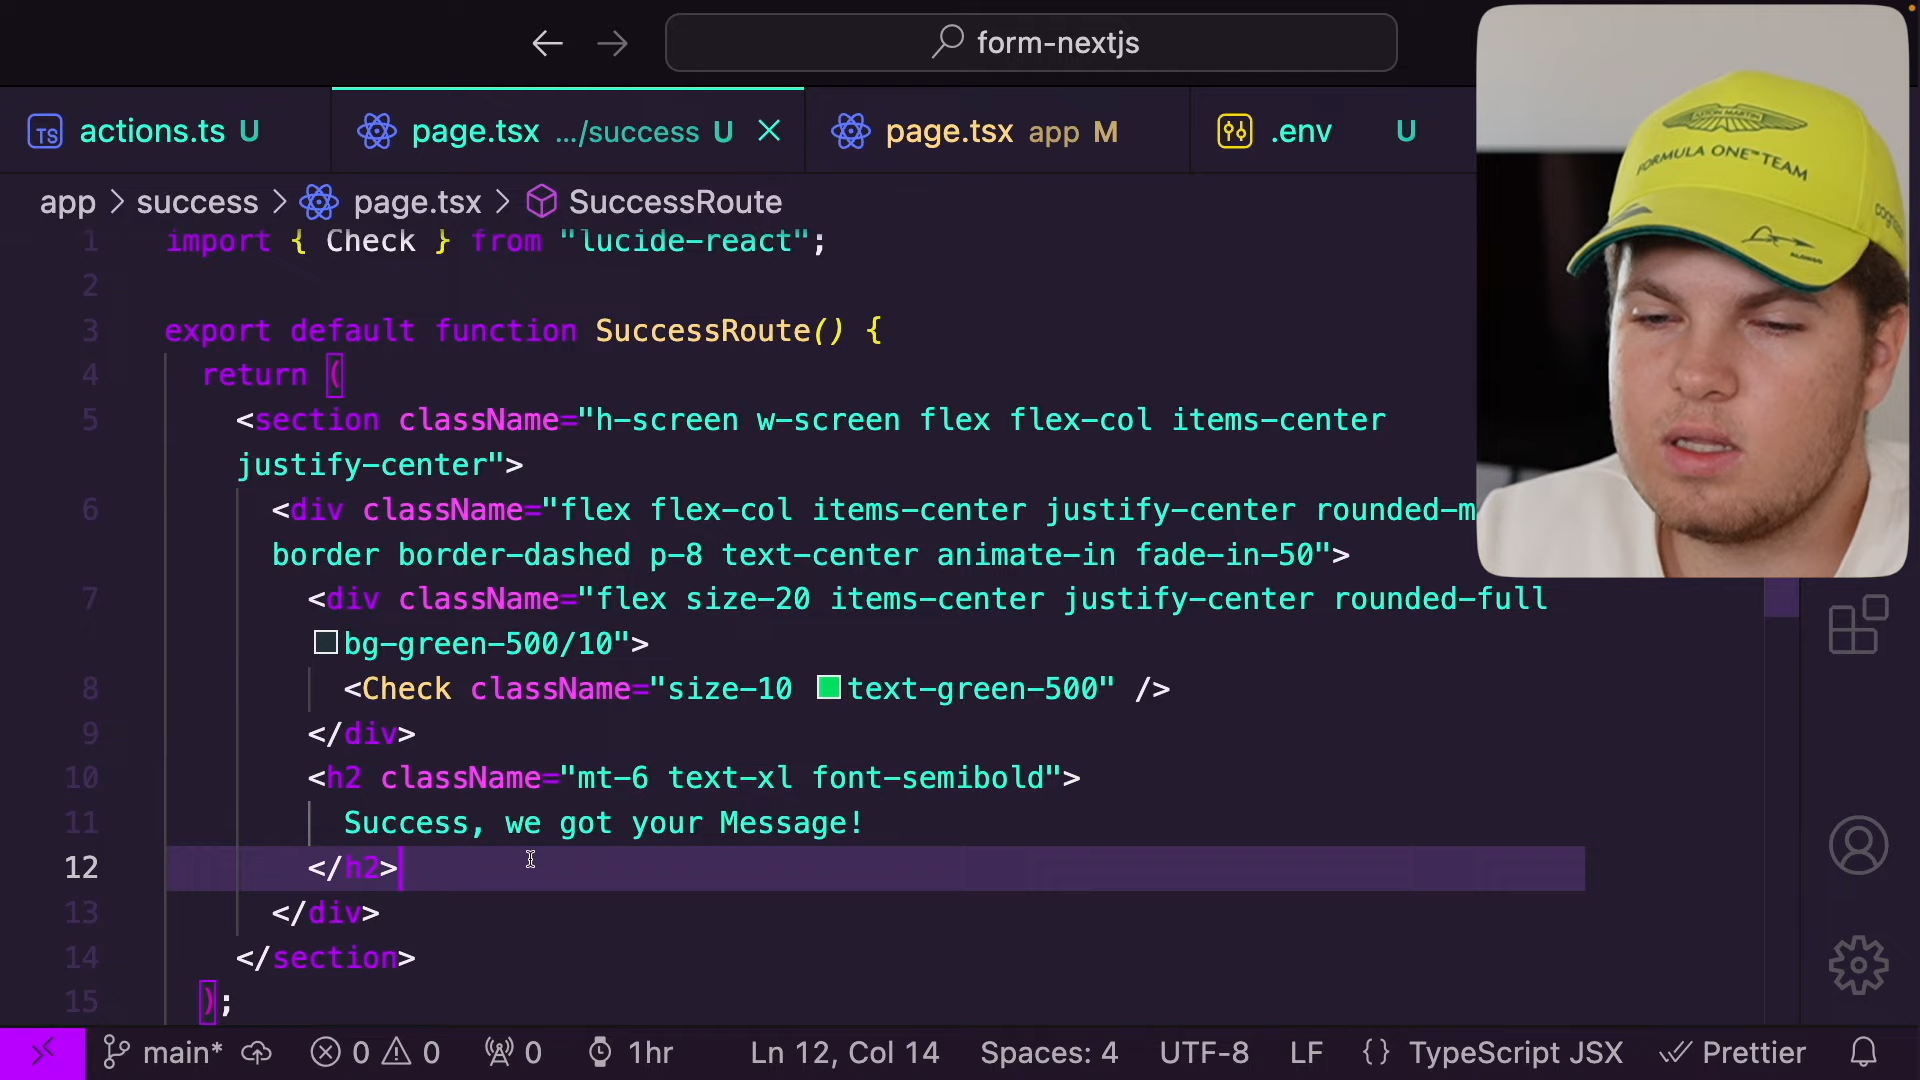 form-nextjs
actions.ts U
page.tsx .../success U
page.tsx app M
.env U
app > success > page.tsx > SuccessRoute
1 import { Check } from "lucide-react";
2
3 export default function SuccessRoute() {
4 return (
5 <section className="h-screen w-screen flex flex-col items-center
justify-center">
6 <div className="flex flex-col items-center justify-center rounded-m
border border-dashed p-8 text-center animate-in fade-in-50">
7 <div className="flex size-20 items-center justify-center rounded-full
bg-green-500/10">
8 <Check className="size-10 text-green-500" />
9 </div>
10 <h2 className="mt-6 text-xl font-semibold">
11 Success, we got your Message!
12 </h2>
13 </div>
14 </section>
15 );
main* 0 0 0 1hr Ln 12, Col 14 Spaces: 4 UTF-8 LF {} TypeScript JSX Prettier
ASTON MARTIN
FORMULA ONE™ TEAM
ALONSO